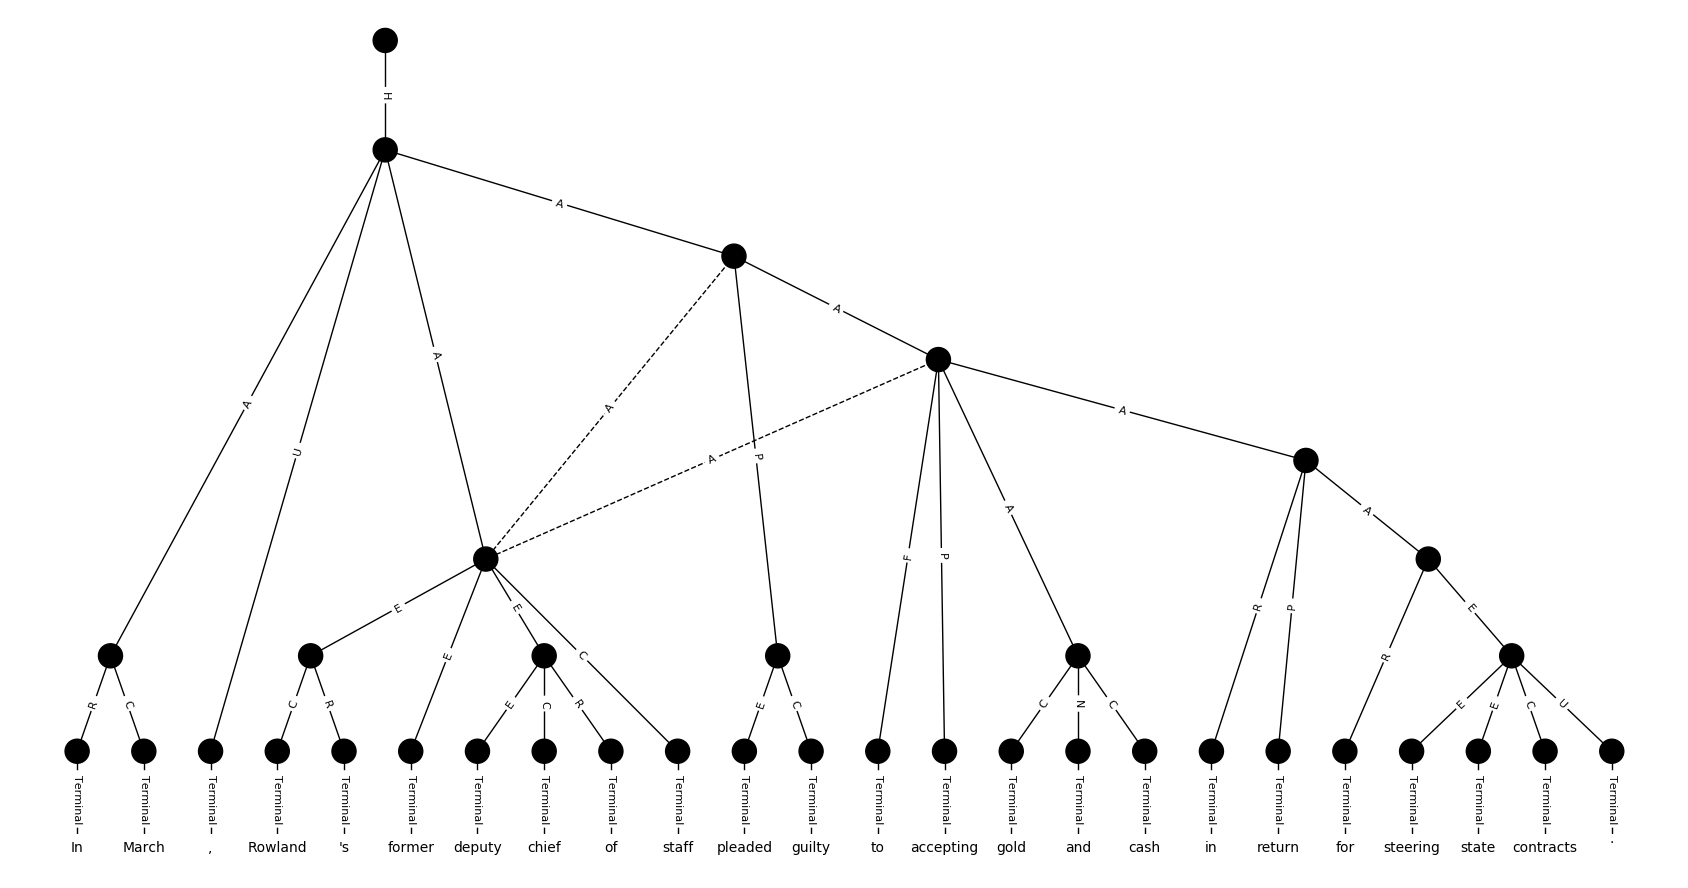 H
A
A
A
A
U
A
A
A
P
F
P
A
A
E
E
E
C
R
P
R
E
R
C
C
R
E
C
R
E
C
C
N
C
E
E
C
U
Terminal Terminal Terminal Terminal Terminal Terminal Terminal Terminal Terminal Terminal Terminal Terminal Terminal Terminal Terminal Terminal Terminal Terminal Terminal Terminal Terminal Terminal Terminal Terminal
In March , Rowland 's former deputy chief of staff pleaded guilty to accepting gold and cash in return for steering state contracts .